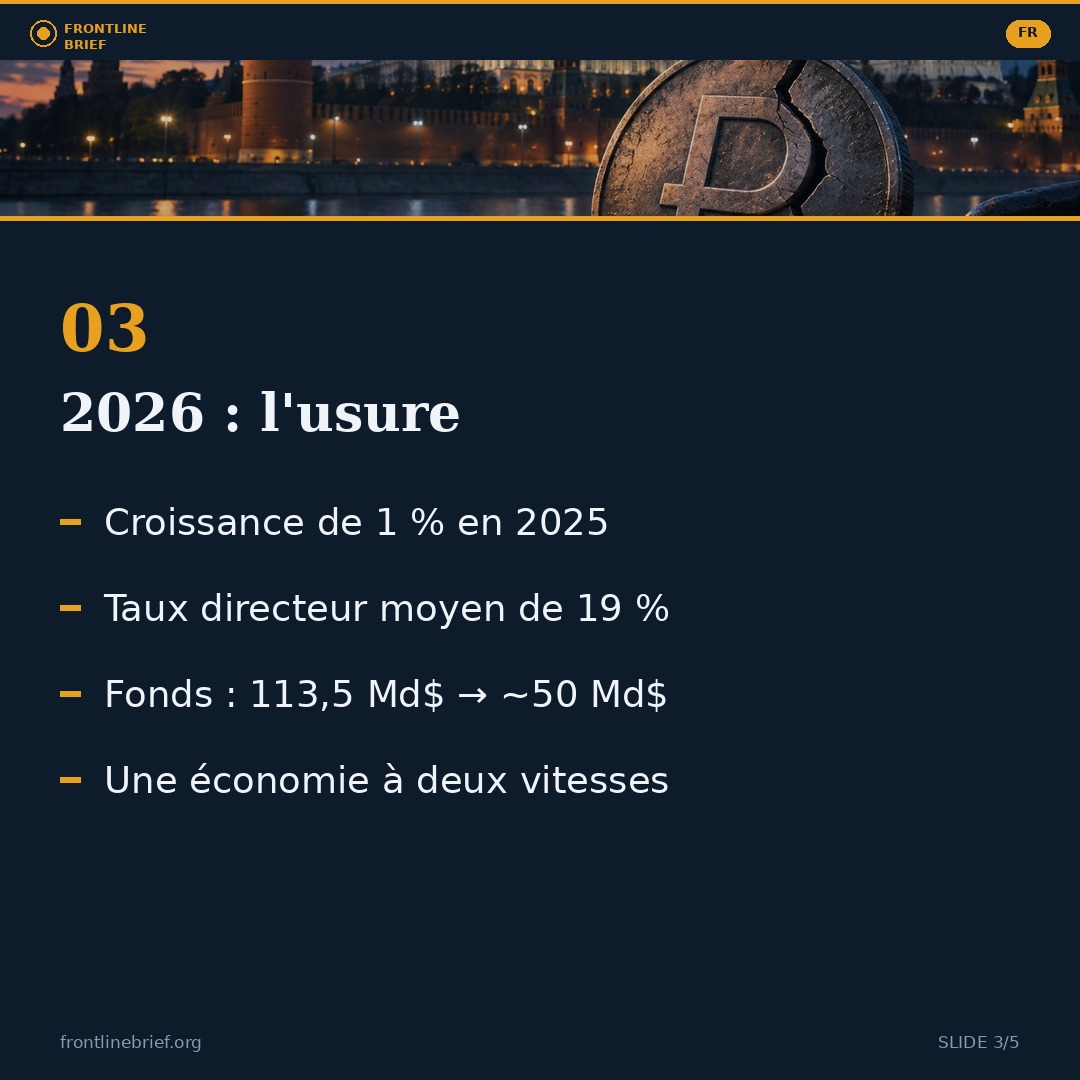 FRONTLINE
BRIEF
FR
03
2026 : l'usure
Croissance de 1 % en 2025
Taux directeur moyen de 19 %
Fonds : 113,5 Md$ → ~50 Md$
Une économie à deux vitesses
frontlinebrief.org
SLIDE 3/5